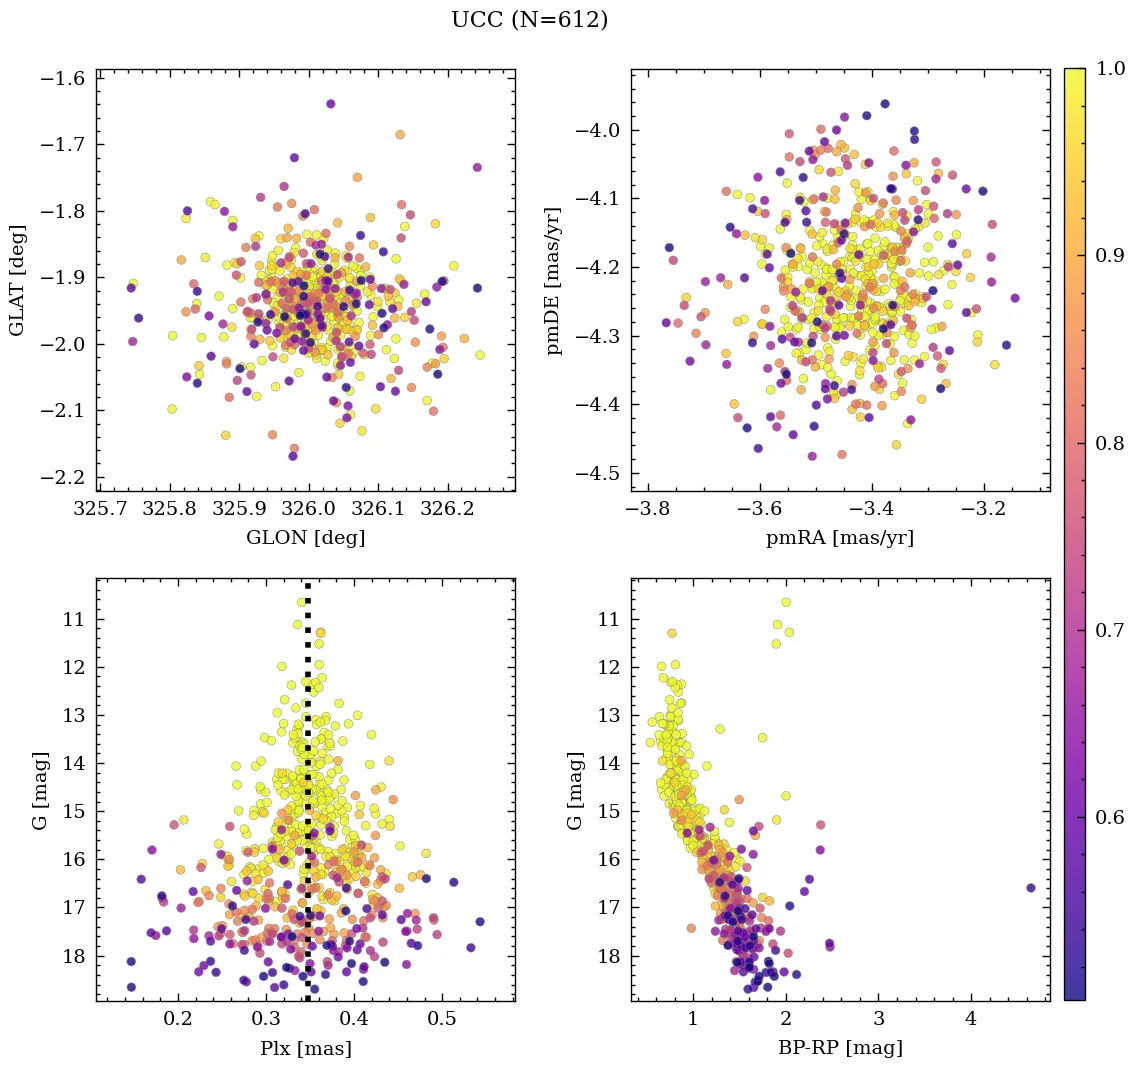 UCC (N=612)
−1.6
−1.7
−1.8
−1.9
−2.0
−2.1
−2.2
GLAT [deg]
325.7 325.8 325.9 326.0 326.1 326.2
GLON [deg]
−4.0
−4.1
−4.2
−4.3
−4.4
−4.5
pmDE [mas/yr]
−3.8 −3.6 −3.4 −3.2
pmRA [mas/yr]
11
12
13
14
15
16
17
18
G [mag]
0.2 0.3 0.4 0.5
Plx [mas]
11
12
13
14
15
16
17
18
G [mag]
1 2 3 4
BP-RP [mag]
1.0
0.9
0.8
0.7
0.6